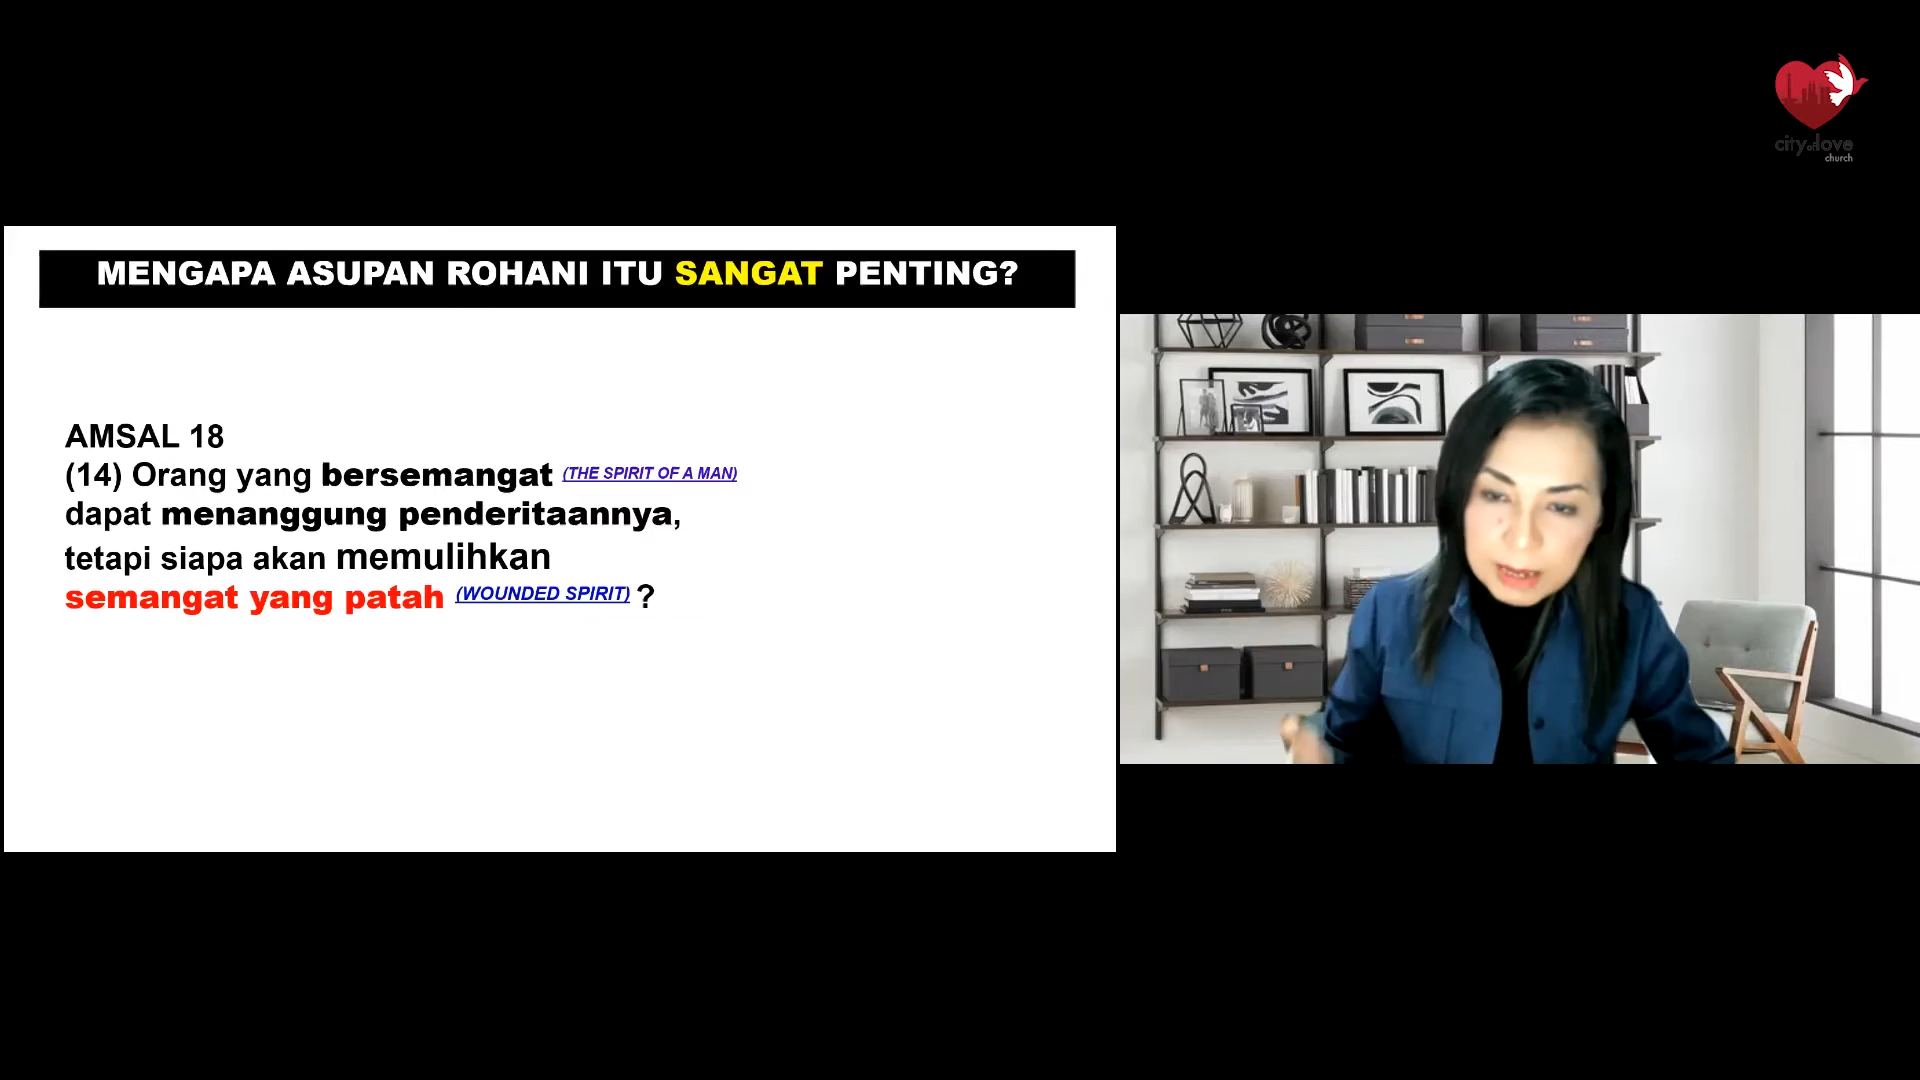 city of love
church
MENGAPA ASUPAN ROHANI ITU SANGAT PENTING?
AMSAL 18
(14) Orang yang bersemangat (THE SPIRIT OF A MAN)
dapat menanggung penderitaannya,
tetapi siapa akan memulihkan
semangat yang patah (WOUNDED SPIRIT) ?